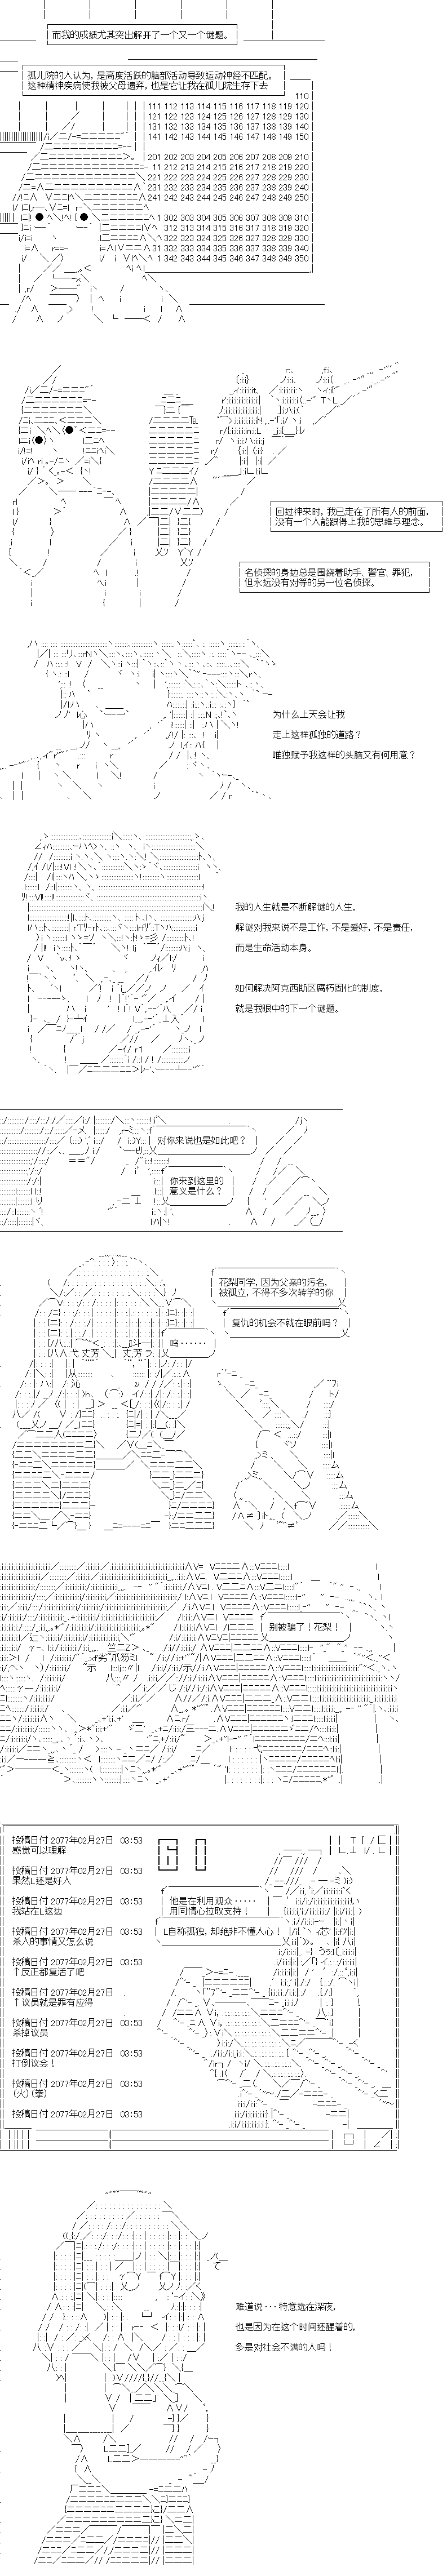 而我的成绩尤其突出解开了一个又一个谜题。
孤儿院的人认为，是高度活跃的脑部活动导致运动神经不匹配。
这种精神疾病使我被父母遗弃，也是它让我在孤儿院生存下去
110
111 112 113 114 115 116 117 118 119 120
121 122 123 124 125 126 127 128 129 130
131 132 133 134 135 136 137 138 139 140
141 142 143 144 145 146 147 148 149 150
201 202 203 204 205 206 207 208 209 210
11 212 213 214 215 216 217 218 219 220
221 222 223 224 225 226 227 228 229 230
231 232 233 234 235 236 237 238 239 240
241 242 243 244 245 246 247 248 249 250
1 302 303 304 305 306 307 308 309 310
312 313 314 315 316 317 318 319 320
322 323 324 325 326 327 328 329 330
331 332 333 334 335 336 337 338 339 340
1 342 343 344 345 346 347 348 349 350
回过神来时，我已走在了所有人的前面，
没有一个人能跟得上我的思维与理念。
名侦探的身边总是围绕着助手、警官、罪犯，
但永远没有对等的另一位名侦探。
为什么上天会让我
走上这样孤独的道路？
唯独赋予我这样的头脑又有何用意？
我的人生就是不断解谜的人生，
解谜对我来说不是工作，不是爱好，不是责任，
而是生命活动本身。
如何解决阿克西斯区腐朽固化的制度，
就是我眼中的下一个谜题。
对你来说也是如此吧？
你来到这里的
意义是什么？
花梨同学，因为父亲的污名，
被孤立，不得不多次转学的你
复仇的机会不就在眼前吗？
呜······
别被骗了！花梨！
投稿日付 2077年02月27日　03:53
感觉可以理解
投稿日付 2077年02月27日　03:53
果然L还是好人
投稿日付 2077年02月27日　03:53
我站在L这边
投稿日付 2077年02月27日　03:53
杀人的事情又怎么说
投稿日付 2077年02月27日　03:53
↑反正都复活了吧
投稿日付 2077年02月27日　03:53
↑议员就是罪有应得
投稿日付 2077年02月27日　03:53
杀掉议员
投稿日付 2077年02月27日　03:53
打倒议会！
投稿日付 2077年02月27日　03:53
(火)(拳)
投稿日付 2077年02月27日　03:53
他是在利用观众·····
用同情心拉取支持！
L自称孤独，却绝非不懂人心！
难道说···特意选在深夜，
也是因为在这个时间还醒着的，
多是对社会不满的人吗！